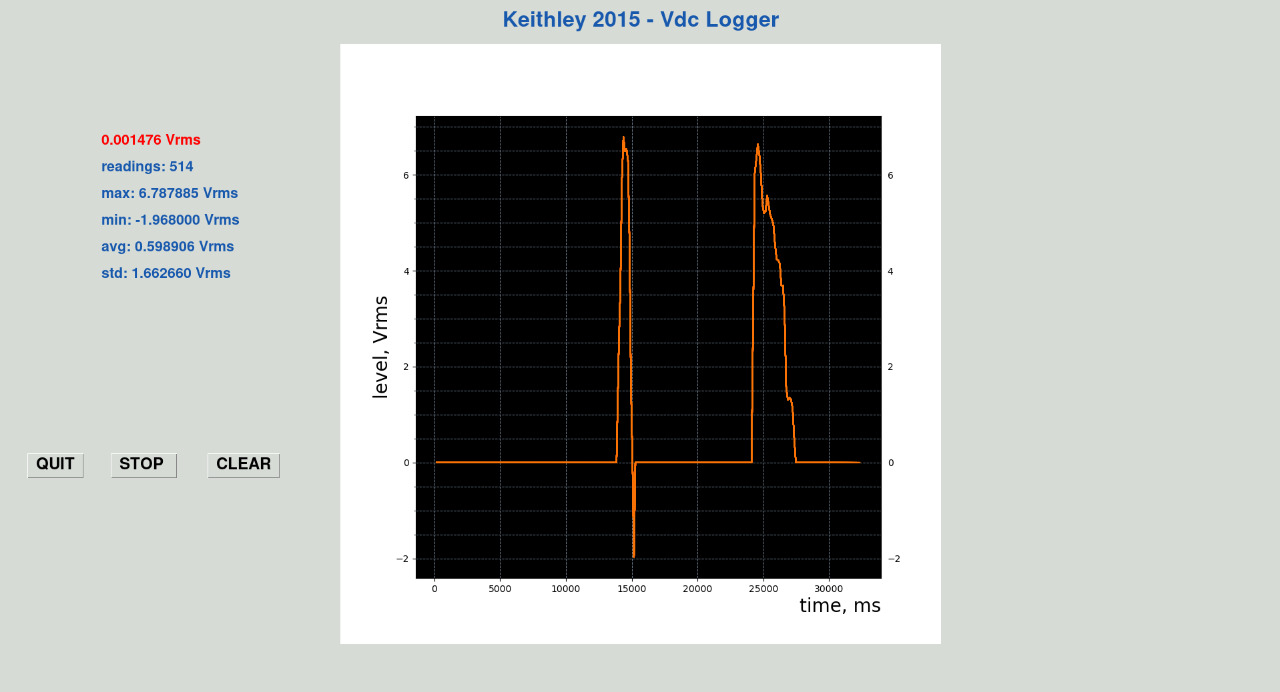 Keithley 2015 - Vdc Logger
0.001476 Vrms
readings: 514
max: 6.787885 Vrms
min: -1.968000 Vrms
avg: 0.598906 Vrms
std: 1.662660 Vrms
QUIT STOP CLEAR
level, Vrms
6 6
4 4
2 2
0 0
−2 −2
0 5000 10000 15000 20000 25000 30000
time, ms